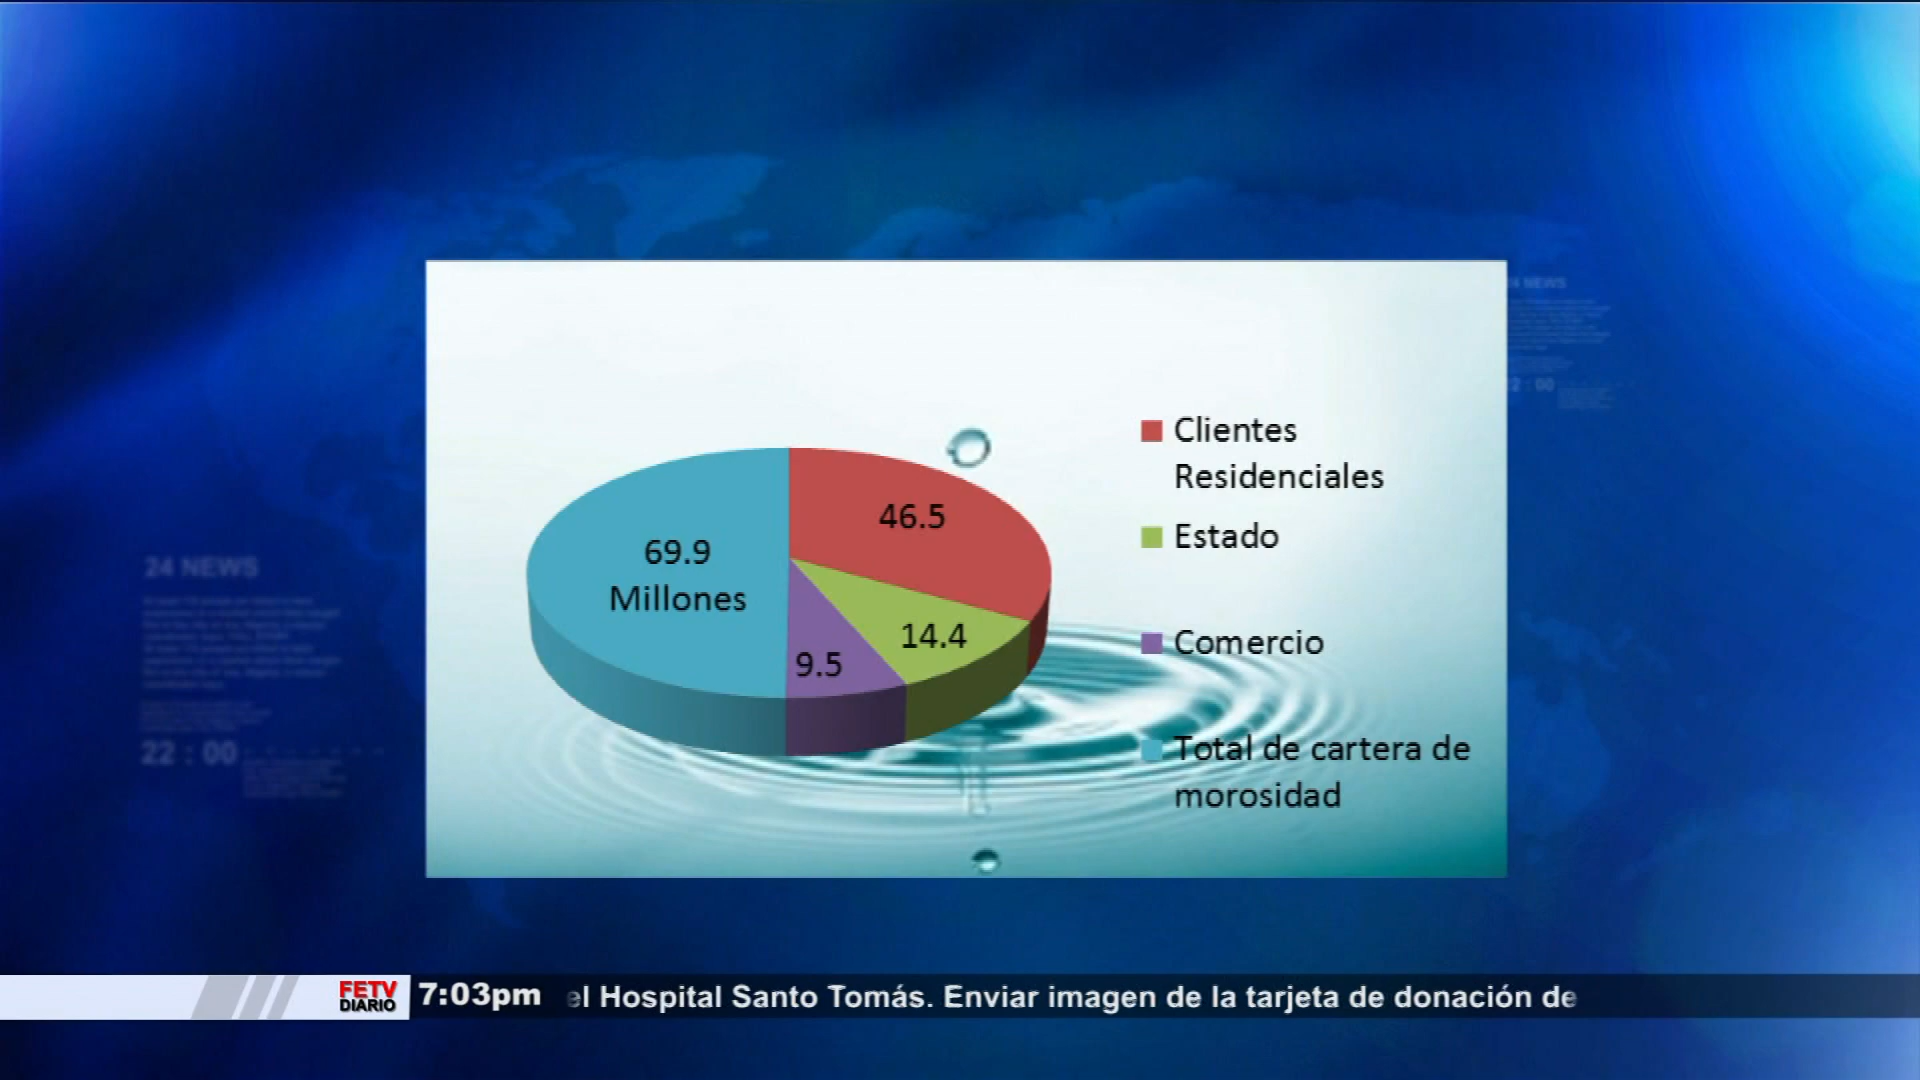 24 NEWS
Clientes
Residenciales
46.5
Estado
69.9
Millones
24 NEWS
14.4
Comercio
9.5
22 : 00
Total de cartera de
morosidad
FETV
DIARIO
7:03pm
el Hospital Santo Tomás. Enviar imagen de la tarjeta de donación de